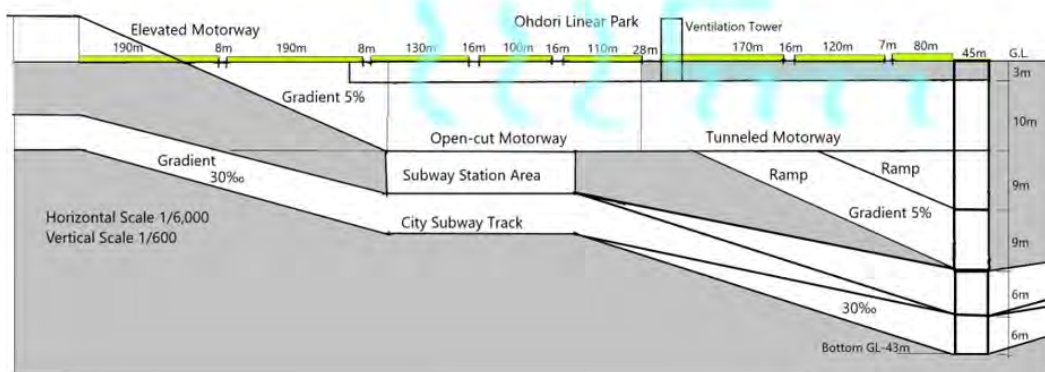 Elevated Motorway
Ohdori Linear Park
Ventilation Tower
190m 8m 190m 8m 130m 16m 100m 16m 110m 28m 170m 16m 120m 7m 80m 45m G.L.
3m
Gradient 5%
10m
Open-cut Motorway
Tunneled Motorway
Gradient
30‰
Subway Station Area
Ramp
Ramp
9m
Gradient 5%
Horizontal Scale 1/6,000
Vertical Scale 1/600
City Subway Track
9m
30‰
6m
6m
Bottom GL-43m